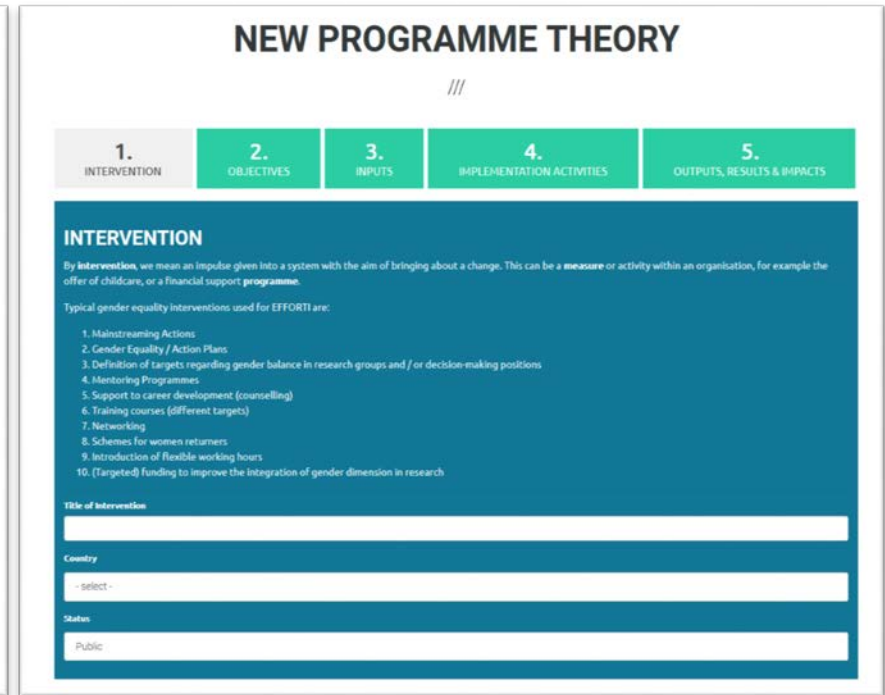 NEW PROGRAMME THEORY
///
1.
INTERVENTION
2.
OBJECTIVES
3.
INPUTS
4.
IMPLEMENTATION ACTIVITIES
5.
OUTPUTS, RESULTS & IMPACTS
INTERVENTION
By intervention, we mean an impulse given into a system with the aim of bringing about a change. This can be a measure or activity within an organisation, for example the
offer of childcare, or a financial support programme.
Typical gender equality interventions used for EFFORTI are:
1. Mainstreaming Actions
2. Gender Equality / Action Plans
3. Definition of targets regarding gender balance in research groups and / or decision-making positions
4. Mentoring Programmes
5. Support to career development (counselling)
6. Training courses (different targets)
7. Networking
8. Schemes for women returners
9. Introduction of flexible working hours
10. (Targeted) funding to improve the integration of gender dimension in research
Title of Intervention
Country
- select -
Status
Public